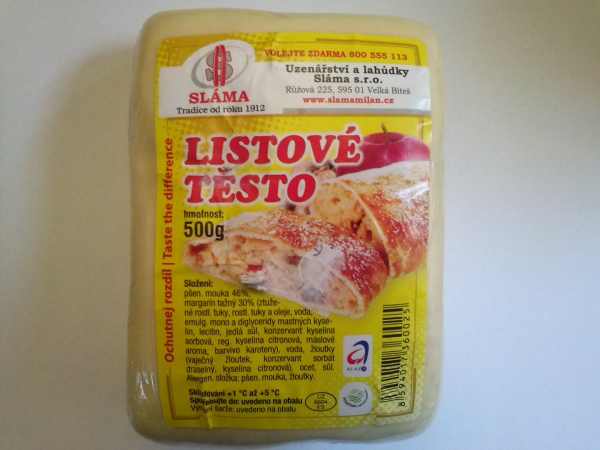 VOLEJTE ZDARMA 800 555 113
Uzenářství a lahůdky
Sláma s.r.o.
Růžová 225, 595 01 Velká Bíteš
www.slamamilan.cz
SLÁMA
Tradice od roku 1912
LISTOVÉ
TĚSTO
hmotnost:
500g
Ochutnej rozdíl | Taste the difference
Složení:
pšen. mouka 46%,
margarín tažný 30% (ztuže-
né rostl. tuky, rostl. tuky a oleje, voda,
emulg. mono a diglyceridy mastných kyse-
lin, lecitin, jedlá sůl, konzervant kyselina
sorbová, reg. kyselina citronová, máslové
aroma, barvivo karoteny), voda, žloutky
(vaječný žloutek, konzervant sorbát
draselný, kyselina citronová), ocet, sůl.
Alergen. složka: pšen. mouka, žloutky.
Skladování +1 °C až +5 °C
Spotřebujte do: uvedeno na obalu
Výrobní šarže: uvedeno na obalu
CZ
6604
ES
KLASA
8594017360025